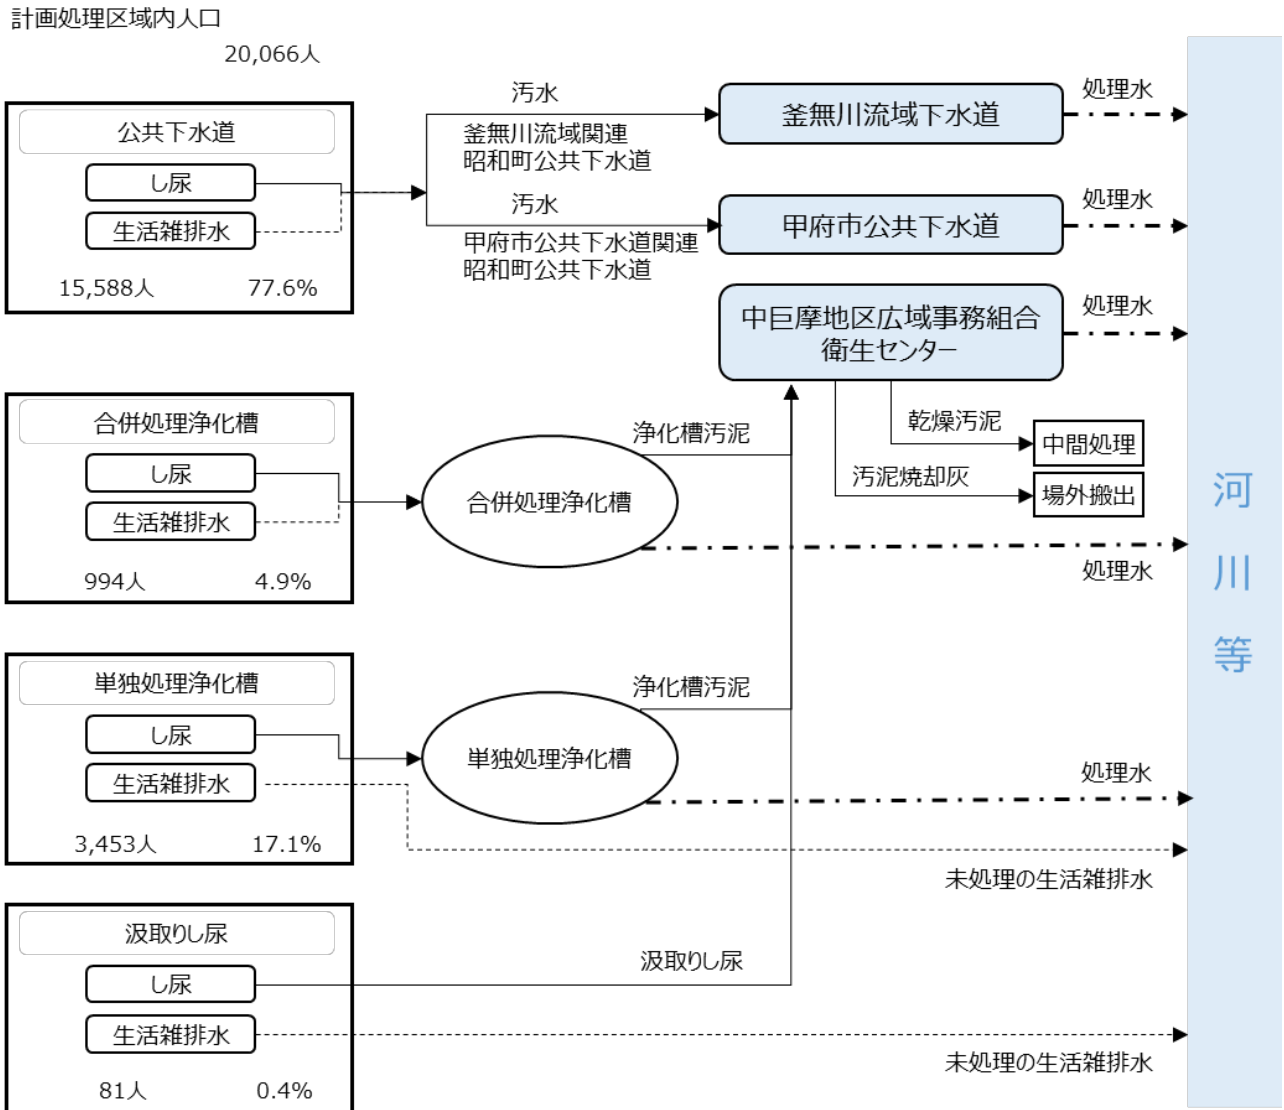 計画処理区域内人口
20,066人
公共下水道
し尿
生活雑排水
15,588人 77.6%
汚水
釜無川流域関連
昭和町公共下水道
汚水
甲府市公共下水道関連
昭和町公共下水道
釜無川流域下水道
処理水
甲府市公共下水道
処理水
中巨摩地区広域事務組合
衛生センター
処理水
乾燥汚泥
中間処理
汚泥焼却灰
場外搬出
合併処理浄化槽
し尿
生活雑排水
994人 4.9%
合併処理浄化槽
浄化槽汚泥
処理水
単独処理浄化槽
し尿
生活雑排水
3,453人 17.1%
単独処理浄化槽
浄化槽汚泥
処理水
未処理の生活雑排水
汲取りし尿
し尿
生活雑排水
81人 0.4%
汲取りし尿
未処理の生活雑排水
河川等